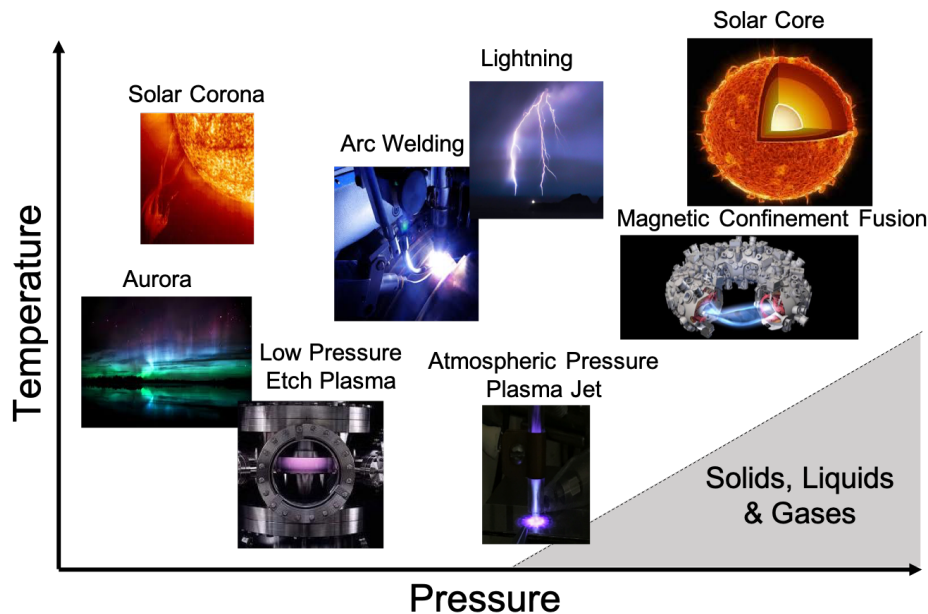 Solar Core
Lightning
Solar Corona
Arc Welding
Magnetic Confinement Fusion
Aurora
Low Pressure
Etch Plasma
Atmospheric Pressure
Plasma Jet
Solids, Liquids
& Gases
Temperature
Pressure